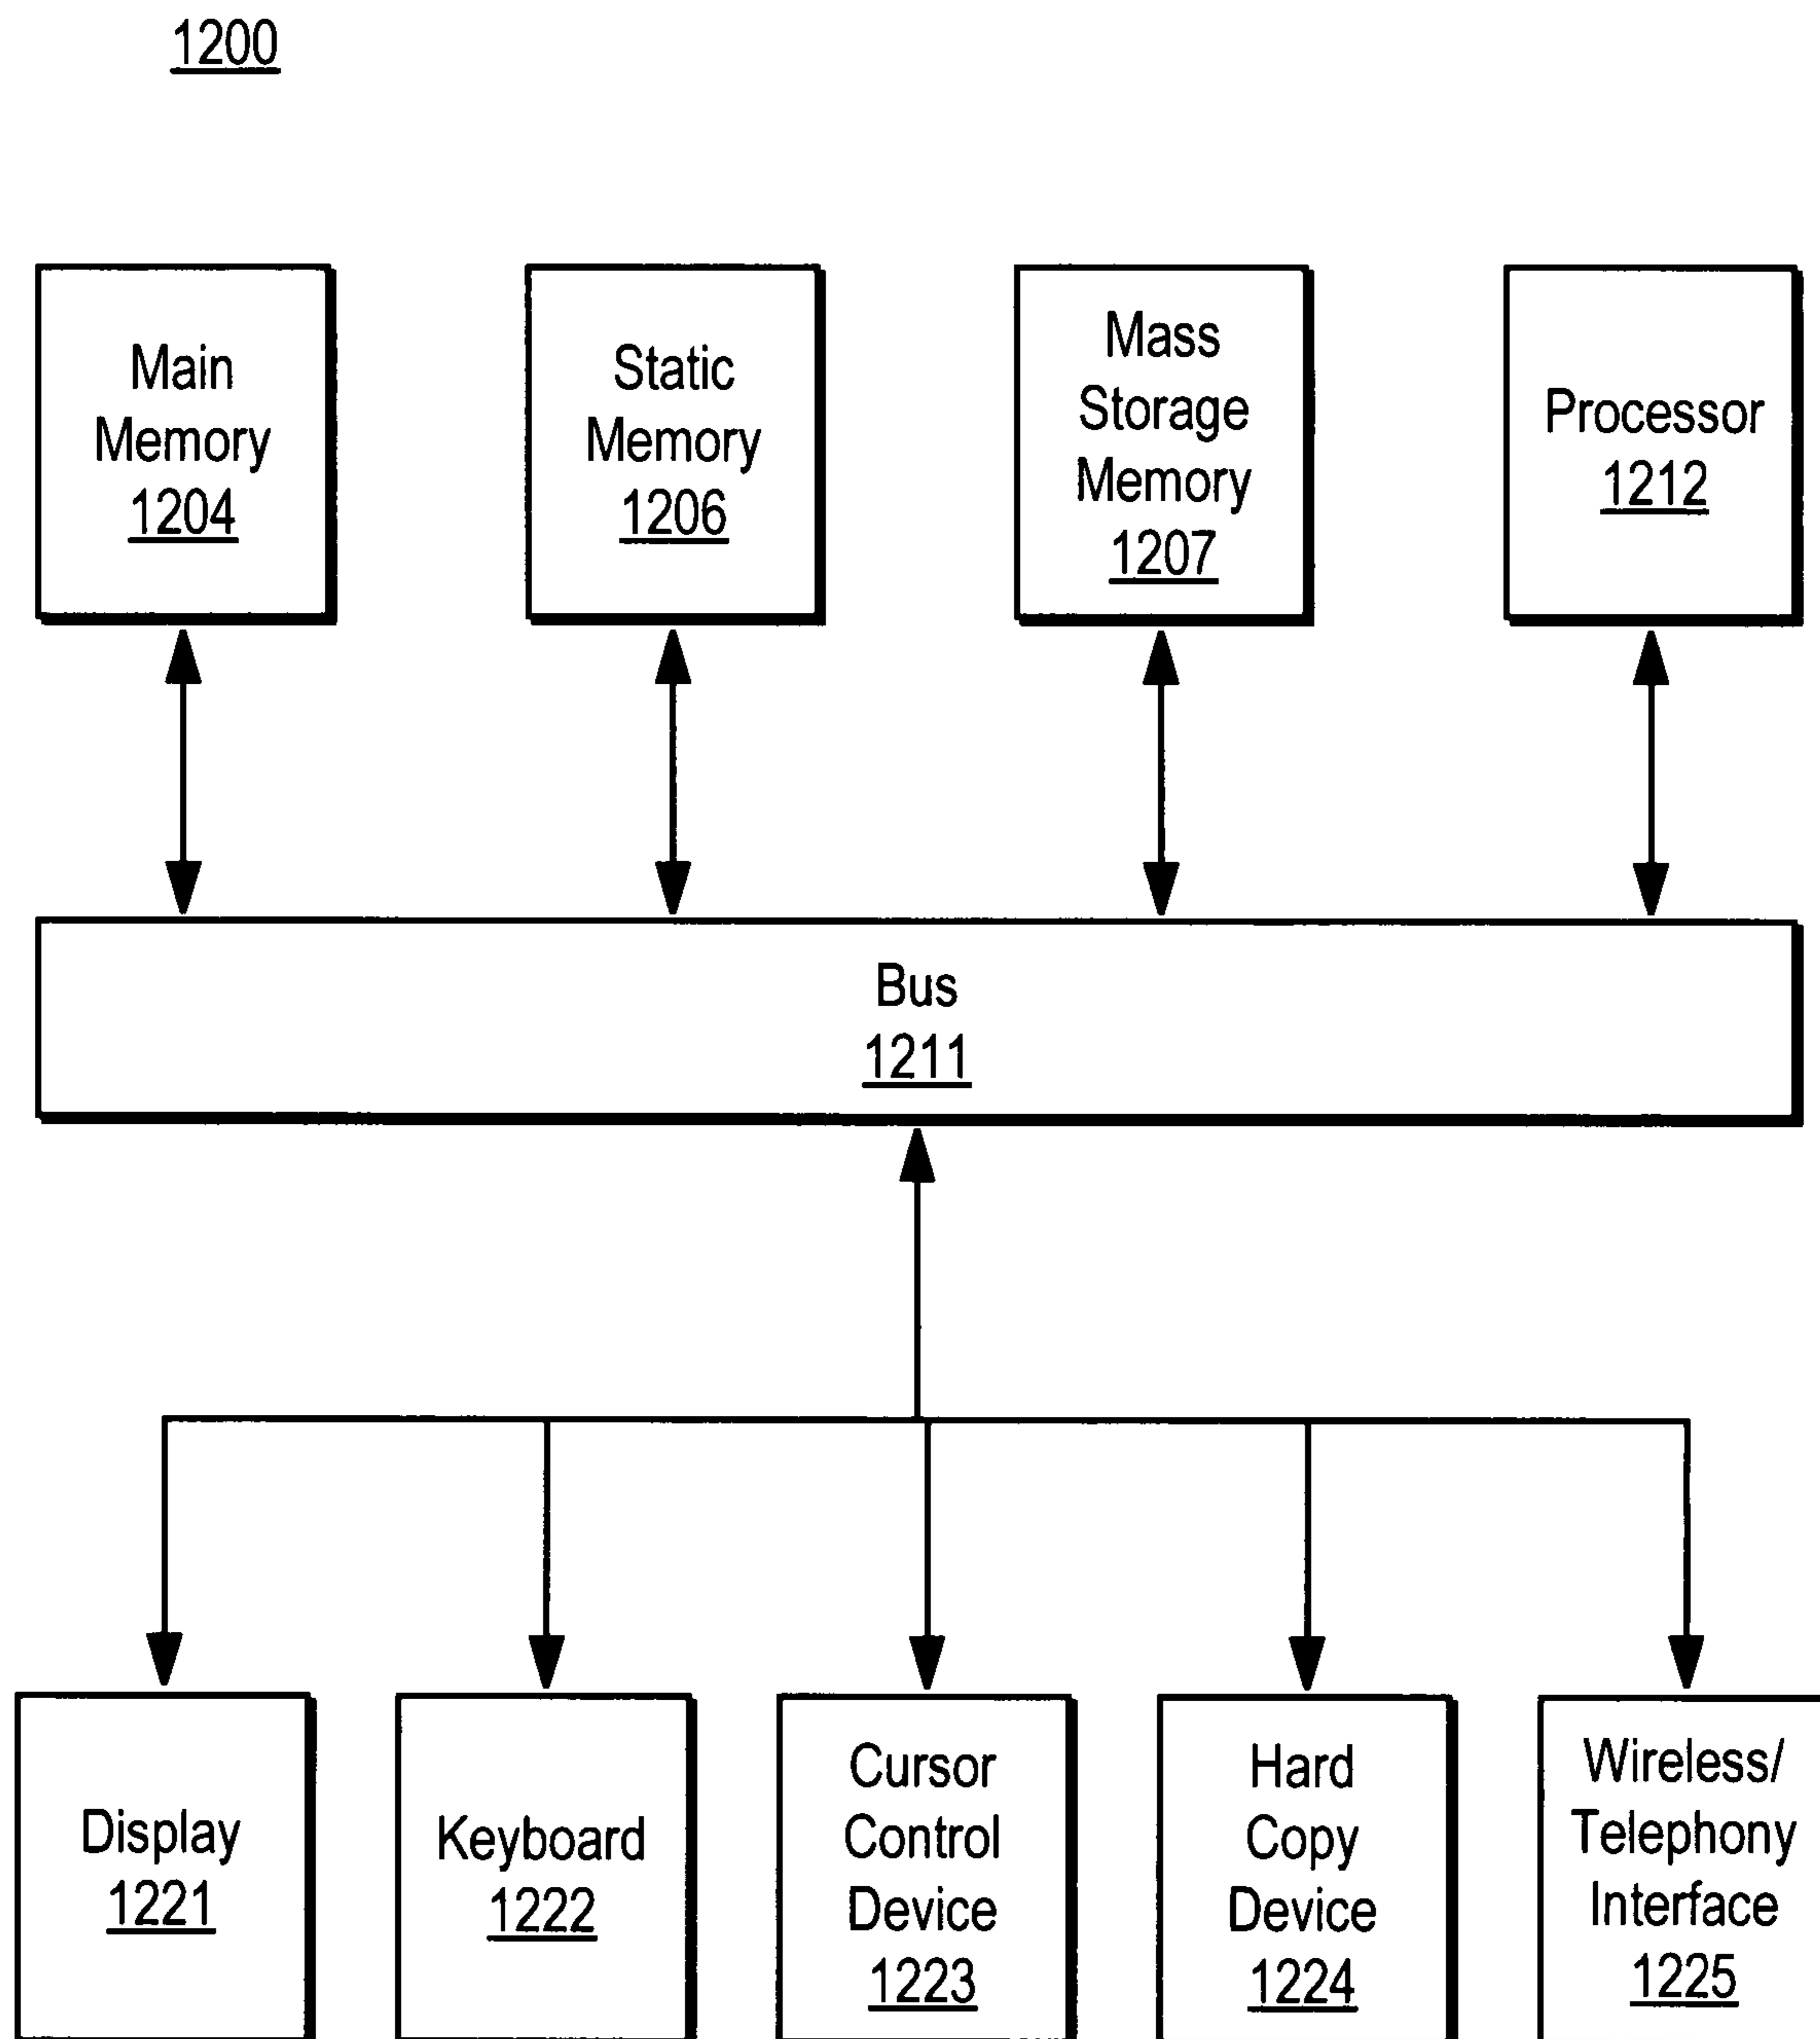 1200
Main
Memory
1204
Static
Memory
1206
Mass
Storage
Memory
1207
Processor
1212
Bus
1211
Display
1221
Keyboard
1222
Cursor
Control
Device
1223
Hard
Copy
Device
1224
Wireless/
Telephony
Interface
1225